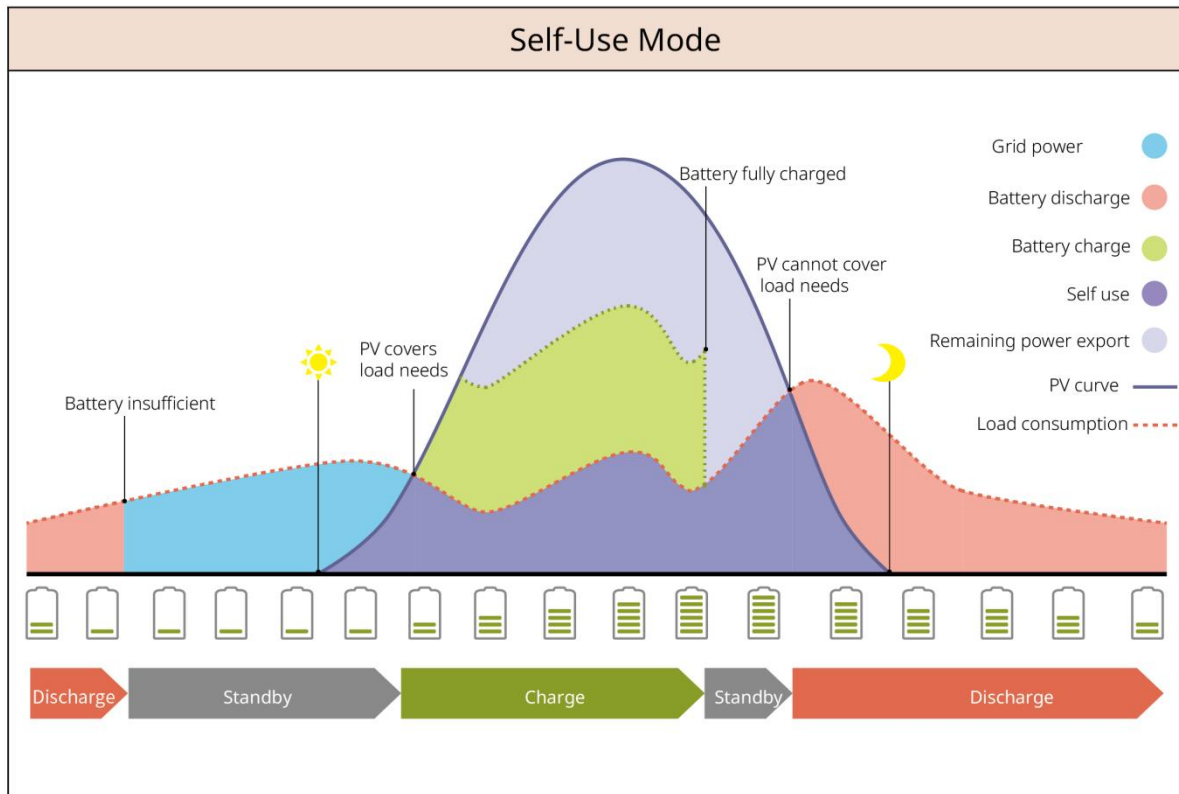 Self-Use Mode
Grid power
Battery fully charged
Battery discharge
Battery charge
PV cannot cover
load needs
Self use
Remaining power export
PV covers
load needs
PV curve
Battery insufficient
Load consumption
Discharge
Standby
Charge
Standby
Discharge